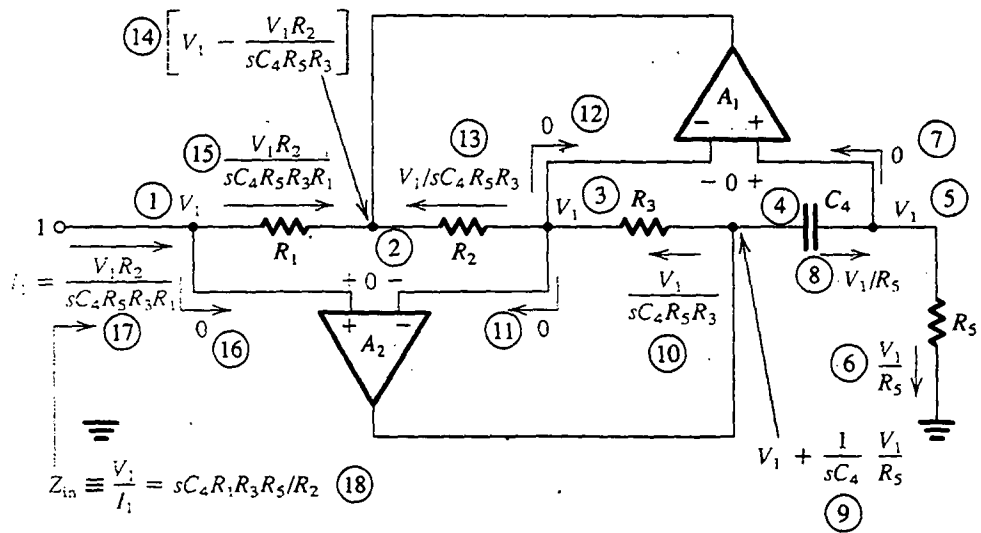 ⑭ [V₁ − V₁R₂ / sC₄R₅R₃]
A₁
− +
0 ⑫
⑦
⑮ V₁R₂ / sC₄R₅R₃R₁
⑬
V₁/sC₄R₅R₃
0
− 0 +
① V₁
V₁ ③ R₃
④ C₄
V₁ ⑤
1
R₁
②
R₂
I₁ = V₁R₂ / sC₄R₅R₃R₁
+ 0 −
V₁ / sC₄R₅R₃
⑧ V₁/R₅
+ −
⑰
0 ⑯
A₂
⑪ 0
⑩
R₅
⑥ V₁ / R₅
V₁ + 1 / sC₄ V₁ / R₅
Zin ≡ V₁ / I₁ = sC₄R₁R₃R₅/R₂ ⑱
⑨